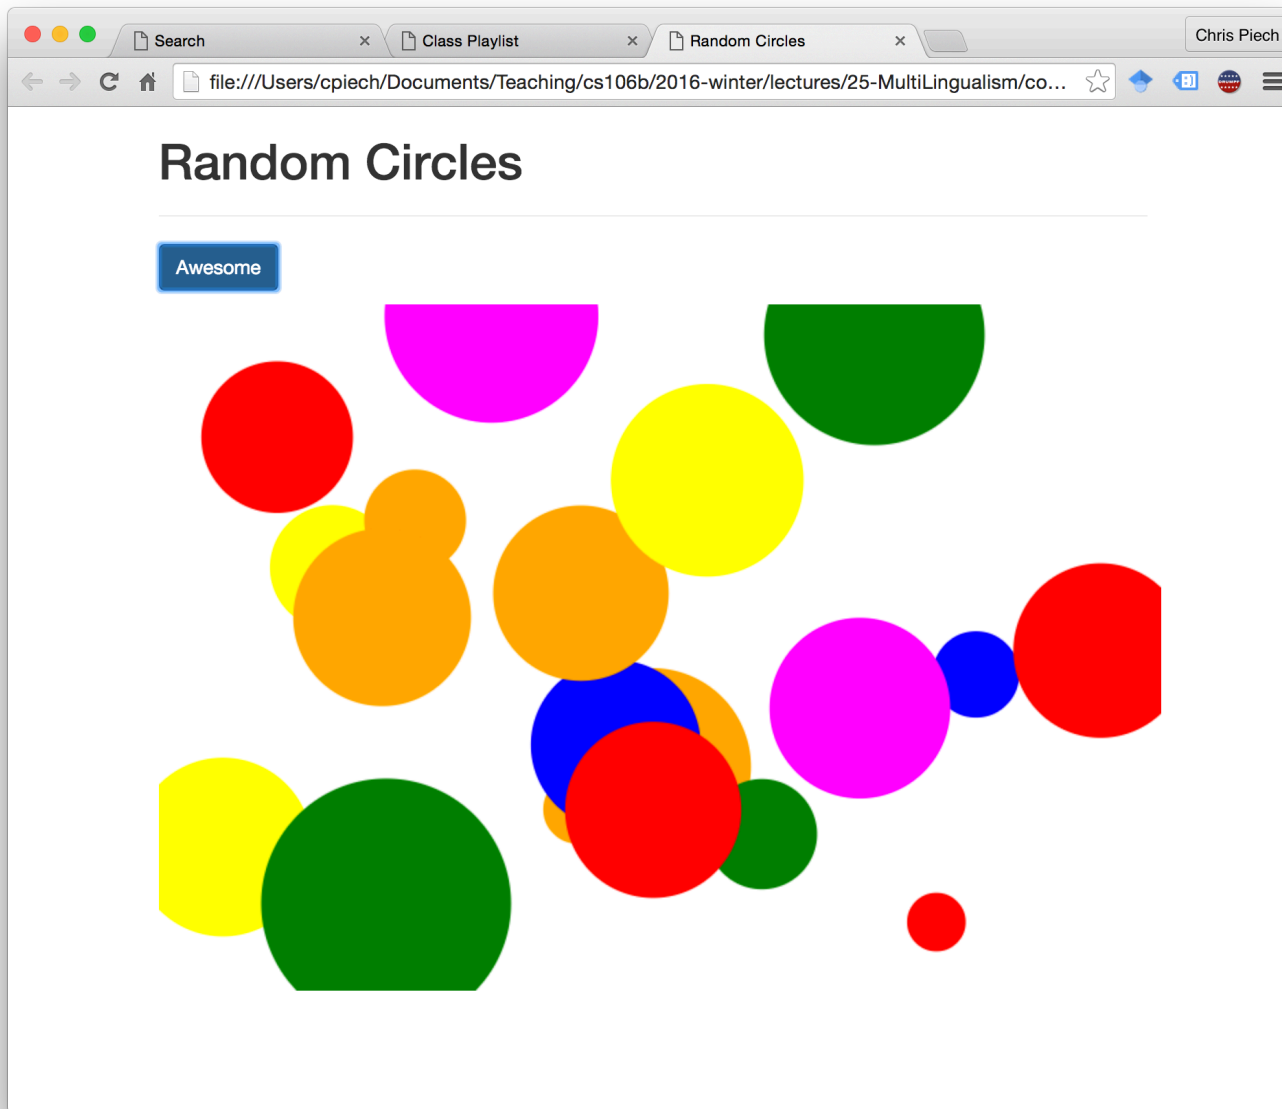 Search
Class Playlist
Random Circles
Chris Piech
file:///Users/cpiech/Documents/Teaching/cs106b/2016-winter/lectures/25-MultiLingualism/co...
Random Circles
Awesome